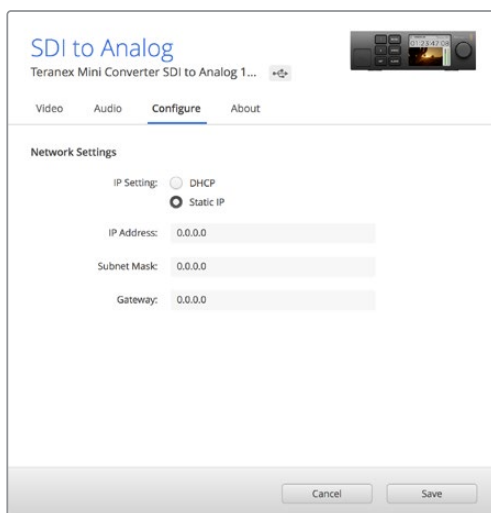 SDI to Analog
Teranex Mini Converter SDI to Analog 1...
Video Audio Configure About
Network Settings
IP Setting: DHCP
Static IP
IP Address: 0.0.0.0
Subnet Mask: 0.0.0.0
Gateway: 0.0.0.0
Cancel Save